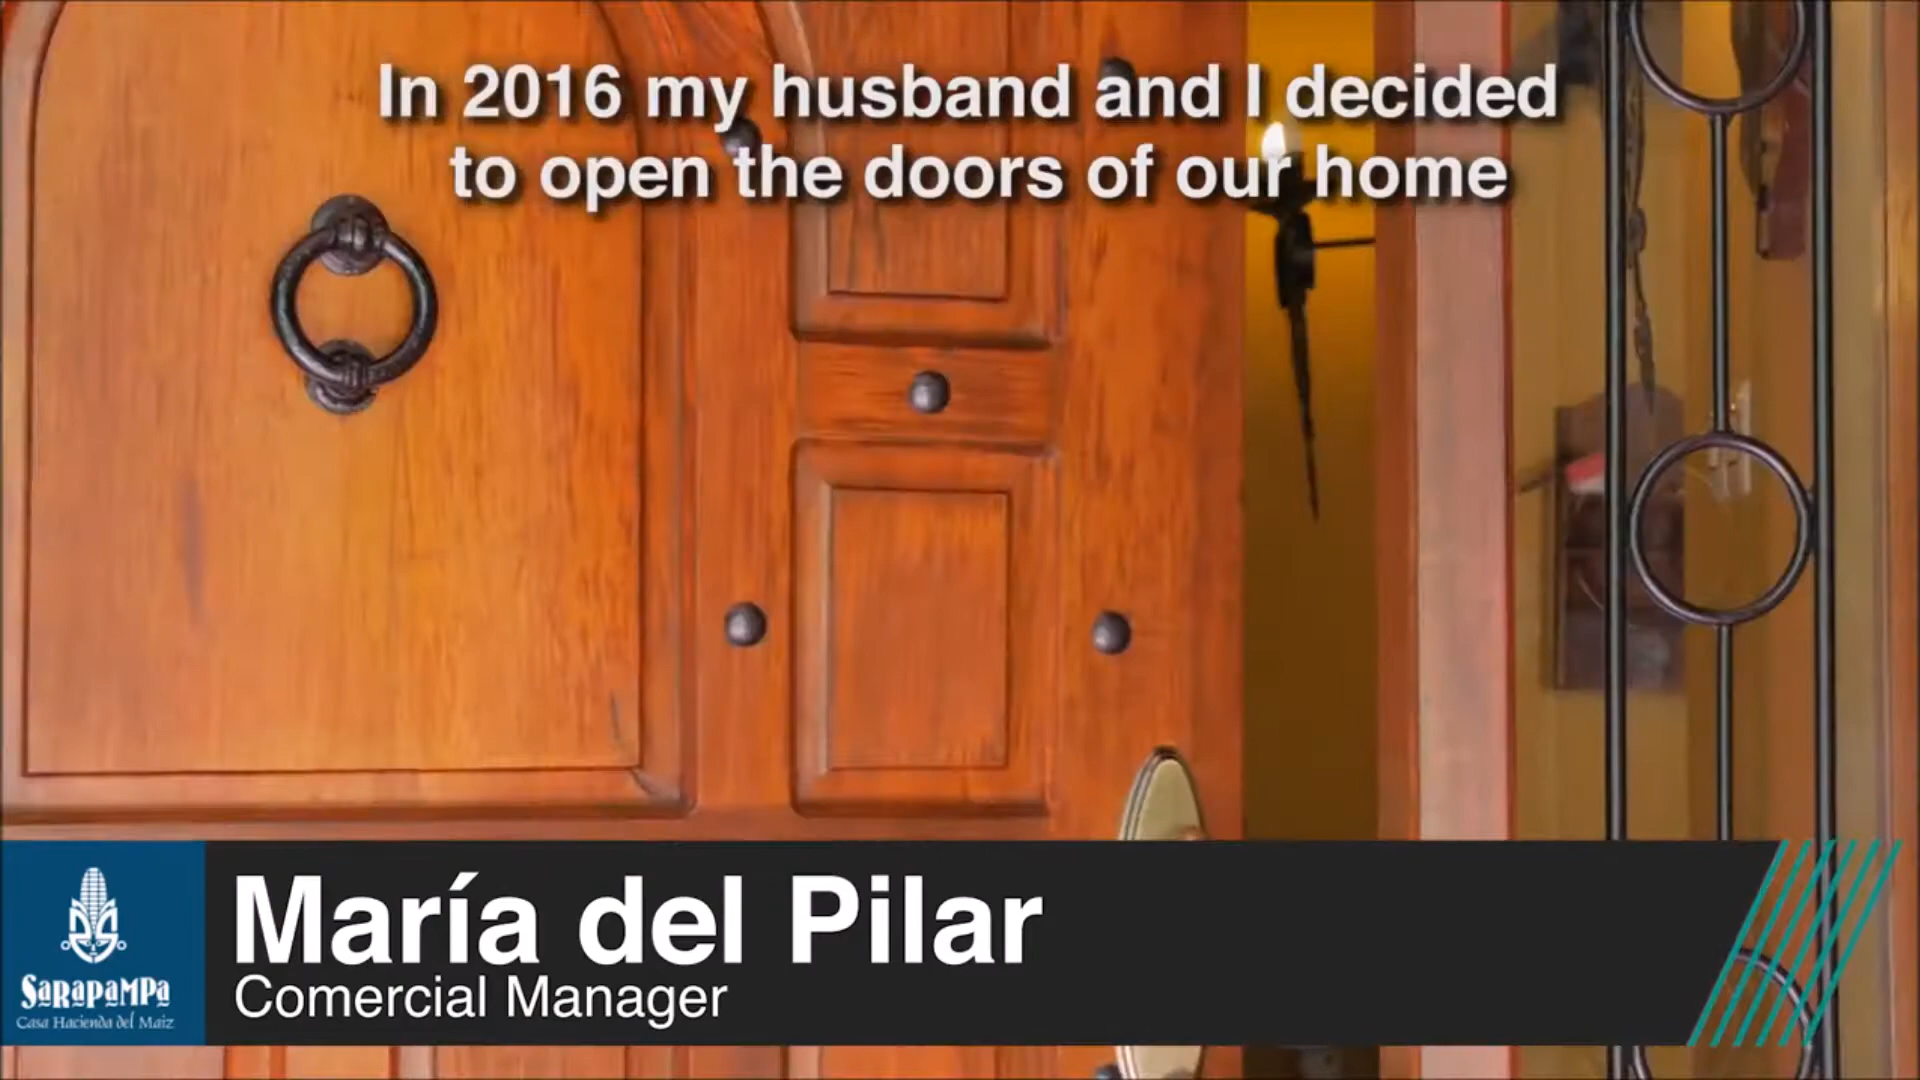 In 2016 my husband and I decided
to open the doors of our home
María del Pilar
Comercial Manager
SARAPAMPA
Casa Hacienda del Maiz